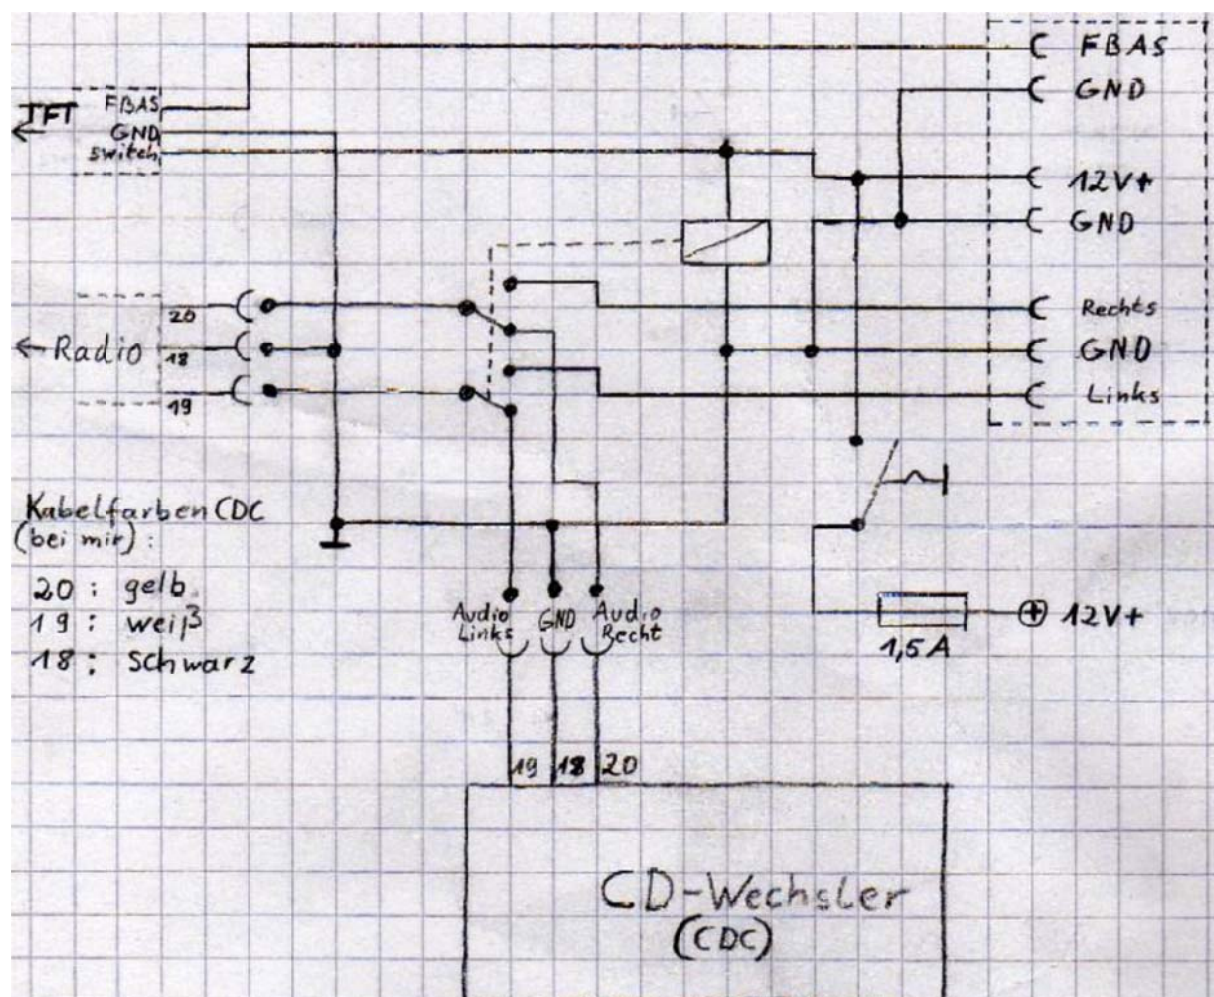 FBAS
GND
12V+
GND
Rechts
GND
Links
TFT
FBAS
GND
switch
20
Radio
18
19
Kabelfarben CDC
(bei mir):
20: gelb
19: weiß
18: Schwarz
Audio
Links
GND
Audio
Recht
12V+
1,5A
19
18
20
CD-Wechsler
(CDC)